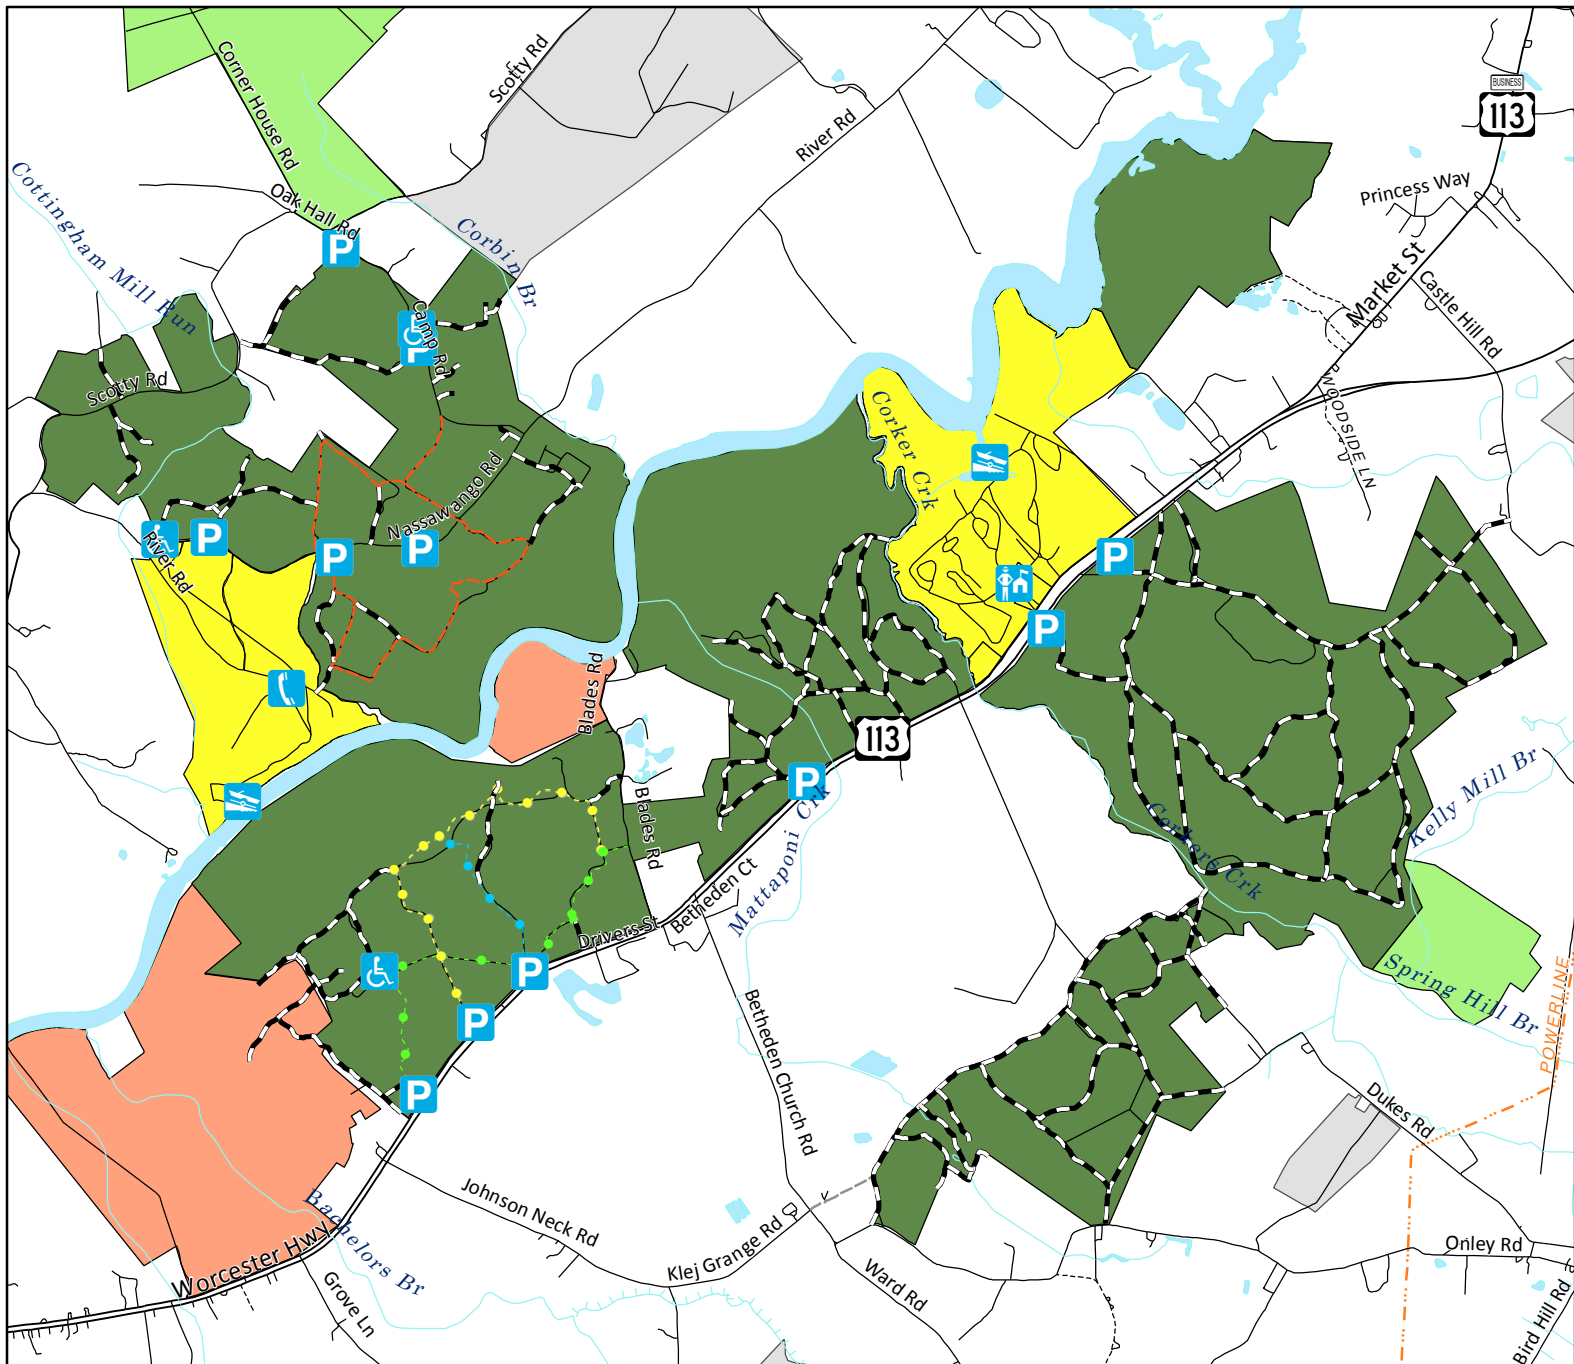 Corner House Rd
Scotty Rd
River Rd
BUSINESS
113
Princess Way
Cottingham Mill Run
Oak Hall Rd
P
Corbin Br
Market St
Castle Hill Rd
Camp Rd
P
Scotty Rd
WOODSIDE LN
Corker Crk
Nassawango Rd
P
P
P
River Rd
P
P
Blades Rd
113
P
Blades Rd
Mattaponi Crk
Corkers Crk
Kelly Mill Br
Betheden Ct
Drivers St
P
P
P
Spring Hill Br
POWERLINE
Betheden Church Rd
Dukes Rd
Johnson Neck Rd
Bachelors Br
Worcester Hwy
Grove Ln
Klej Grange Rd
Ward Rd
Onley Rd
Bird Hill Rd